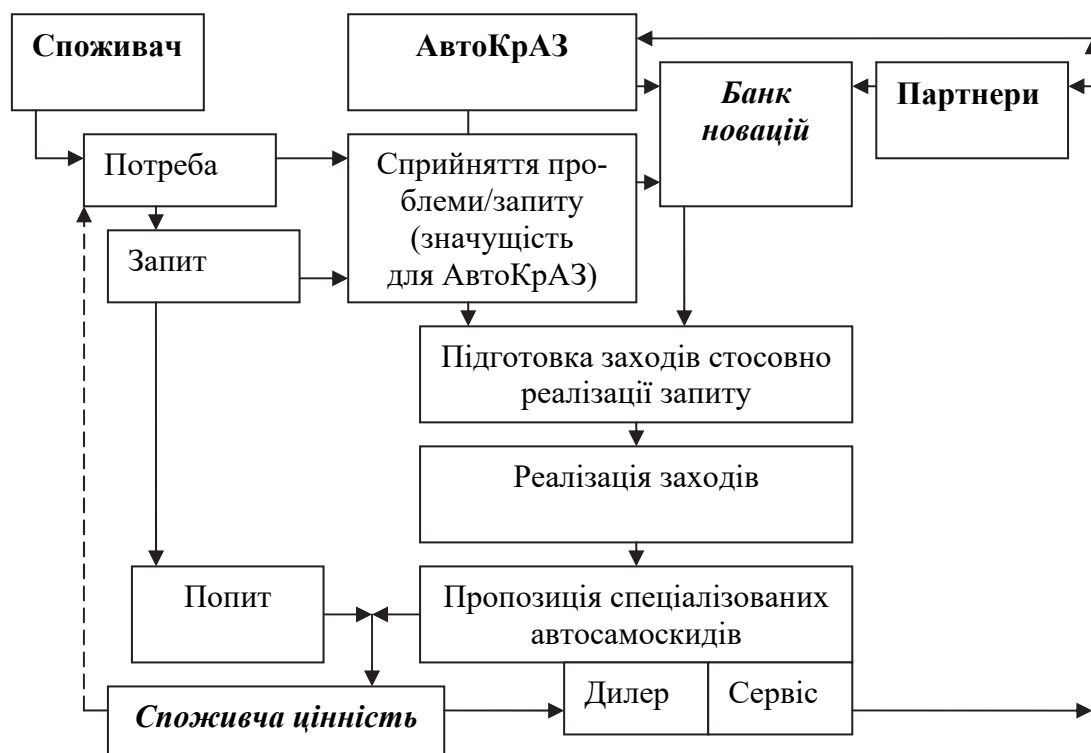 Споживач
АвтоКрАЗ
Банк
новацій
Партнери
Потреба
Сприйняття про-
блеми/запиту
(значущість
для АвтоКрАЗ)
Запит
Підготовка заходів стосовно
реалізації запиту
Реалізація заходів
Попит
Пропозиція спеціалізованих
автосамоскидів
Дилер
Сервіс
Споживча цінність